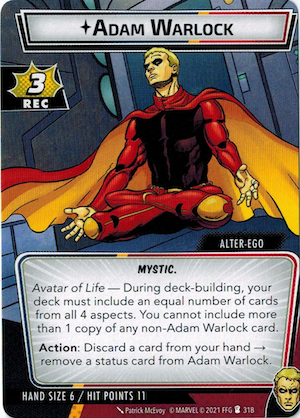 ADAM WARLOCK
3
REC
ALTER-EGO
MYSTIC.
Avatar of Life — During deck-building, your
deck must include an equal number of cards
from all 4 aspects. You cannot include more
than 1 copy of any non-Adam Warlock card.
Action: Discard a card from your hand →
remove a status card from Adam Warlock.
HAND SIZE 6 / HIT POINTS 11
Patrick McEvoy © MARVEL © 2021 FFG 318